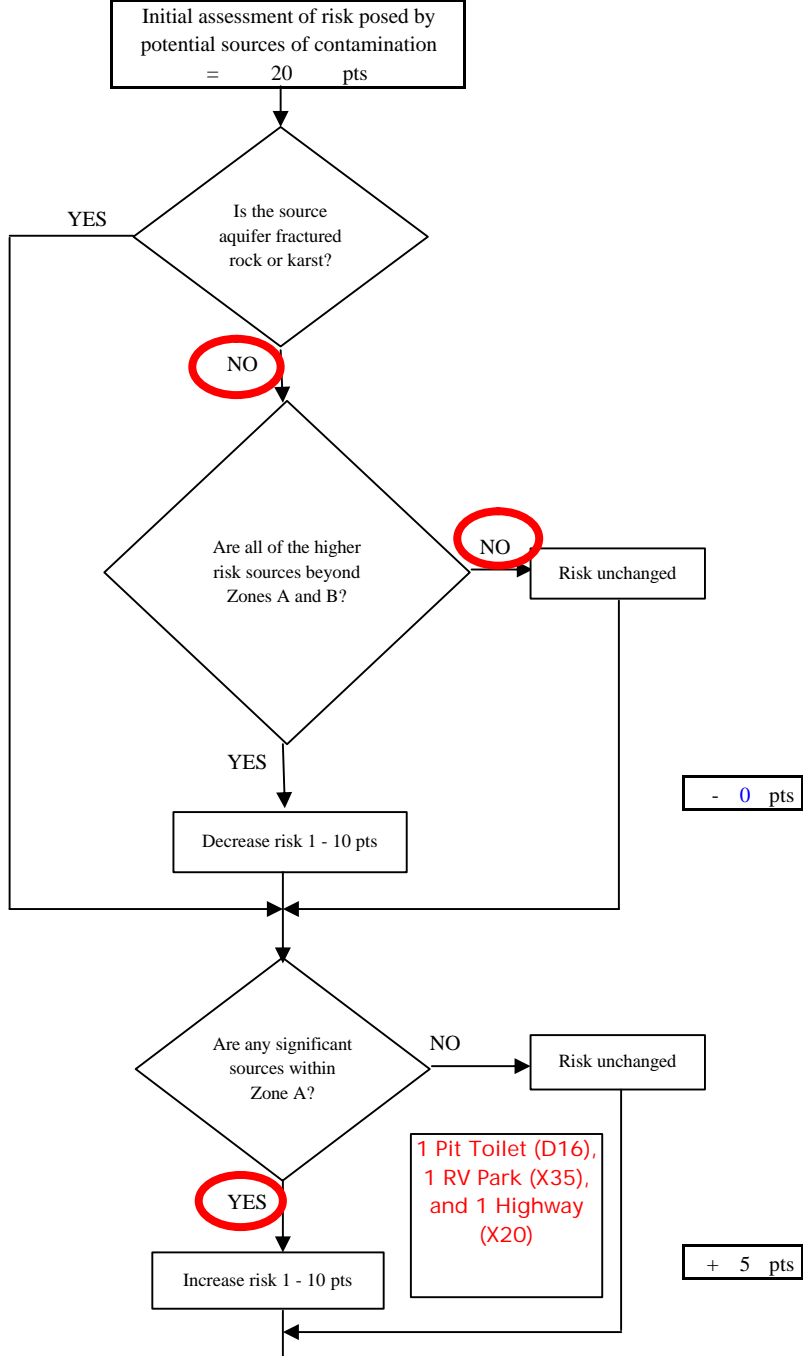 Initial assessment of risk posed by
potential sources of contamination
= 20 pts
Is the source
aquifer fractured
rock or karst?
YES
NO
Are all of the higher
risk sources beyond
Zones A and B?
NO
Risk unchanged
YES
- 0 pts
Decrease risk 1 - 10 pts
Are any significant
sources within
Zone A?
NO
Risk unchanged
1 Pit Toilet (D16),
1 RV Park (X35),
and 1 Highway
(X20)
YES
+ 5 pts
Increase risk 1 - 10 pts